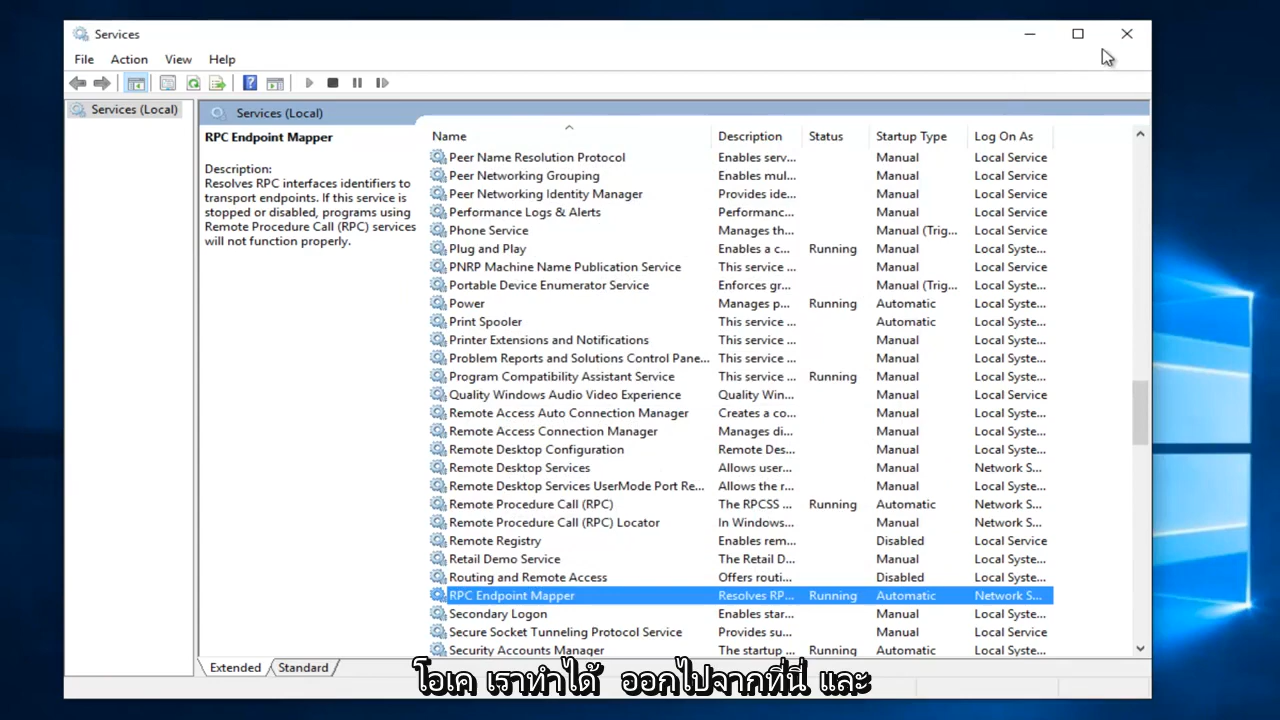 Services
File Action View Help
Services (Local)
Services (Local)
RPC Endpoint Mapper
Description:
Resolves RPC interfaces identifiers to
transport endpoints. If this service is
stopped or disabled, programs using
Remote Procedure Call (RPC) services
will not function properly.
Name Description Status Startup Type Log On As
Peer Name Resolution Protocol Enables serv... Manual Local Service
Peer Networking Grouping Enables mul... Manual Local Service
Peer Networking Identity Manager Provides ide... Manual Local Service
Performance Logs & Alerts Performanc... Manual Local Service
Phone Service Manages th... Manual (Trig... Local Service
Plug and Play Enables a c... Running Manual Local Syste...
PNRP Machine Name Publication Service This service ... Manual Local Service
Portable Device Enumerator Service Enforces gr... Manual (Trig... Local Syste...
Power Manages p... Running Automatic Local Syste...
Print Spooler This service ... Automatic Local Syste...
Printer Extensions and Notifications This service ... Manual Local Syste...
Problem Reports and Solutions Control Pane... This service ... Manual Local Syste...
Program Compatibility Assistant Service This service ... Running Manual Local Syste...
Quality Windows Audio Video Experience Quality Win... Manual Local Service
Remote Access Auto Connection Manager Creates a co... Manual Local Syste...
Remote Access Connection Manager Manages di... Manual Local Syste...
Remote Desktop Configuration Remote Des... Manual Local Syste...
Remote Desktop Services Allows user... Manual Network S...
Remote Desktop Services UserMode Port Re... Allows the r... Manual Local Syste...
Remote Procedure Call (RPC) The RPCSS ... Running Automatic Network S...
Remote Procedure Call (RPC) Locator In Windows... Manual Network S...
Remote Registry Enables rem... Disabled Local Service
Retail Demo Service The Retail D... Manual Local Syste...
Routing and Remote Access Offers routi... Disabled Local Syste...
RPC Endpoint Mapper Resolves RP... Running Automatic Network S...
Secondary Logon Enables star... Manual Local Syste...
Secure Socket Tunneling Protocol Service Provides su... Manual Local Service
Security Accounts Manager The startup ... Running Automatic Local Syste...
Extended Standard
โอเค เราทำได้ ออกไปจากที่นี่ และ